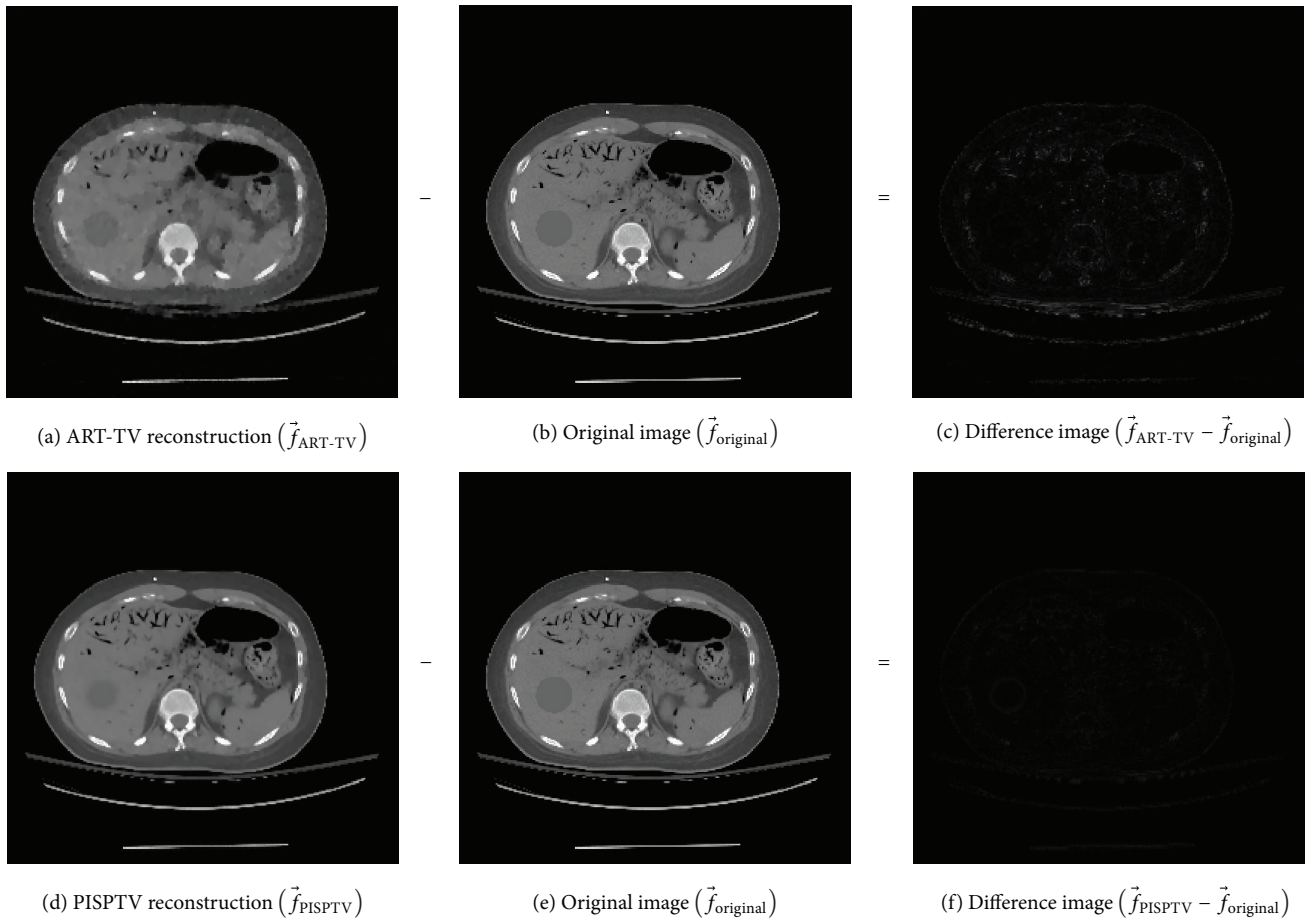 −
=
(a) ART-TV reconstruction (f⃗ART-TV)
(b) Original image (f⃗original)
(c) Difference image (f⃗ART-TV − f⃗original)
−
=
(d) PISPTV reconstruction (f⃗PISPTV)
(e) Original image (f⃗original)
(f) Difference image (f⃗PISPTV − f⃗original)